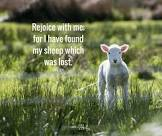 Rejoice with me:
for I have found
my sheep which
was lost.